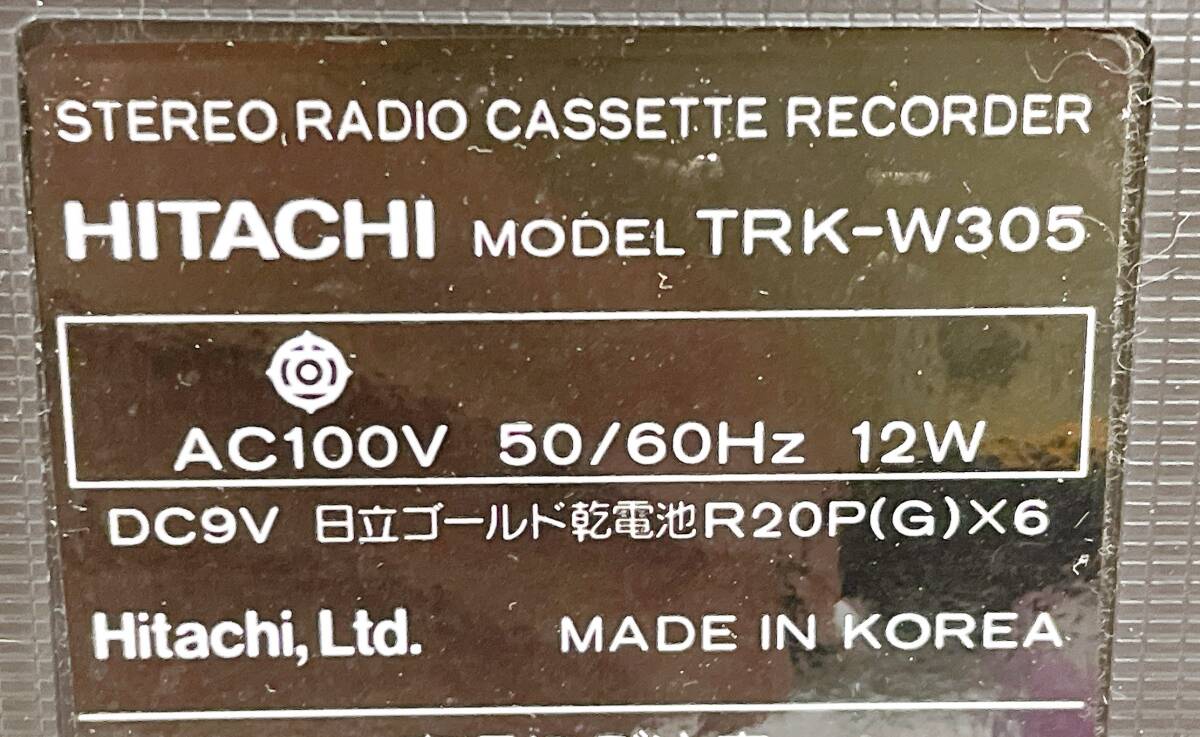 STEREO RADIO CASSETTE RECORDER
HITACHI MODEL TRK-W305
AC100V 50/60Hz 12W
DC9V 日立ゴールド乾電池R20P(G)×6
Hitachi, Ltd. MADE IN KOREA